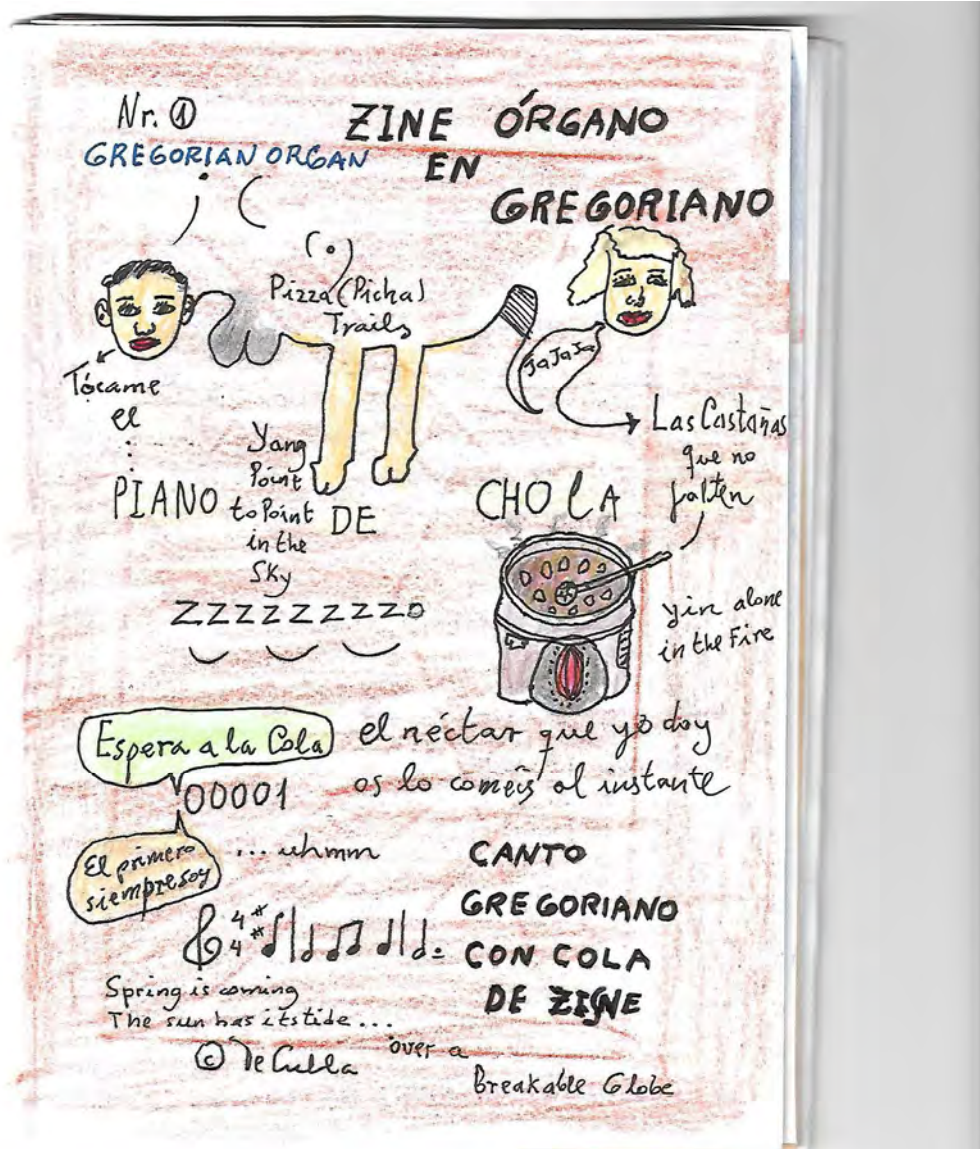 Nr. ①
ZINE ÓRGANO
GREGORIAN ORGAN
EN
GREGORIANO
Pizza (Picha)
Trails
JaJaJa
Tócame
el
Las Castañas
que no
falten
Yang
Point
to Point
in the
Sky
PIANO
DE
CHOLA
ZZZZZZZZZo
yin alone
in the Fire
Espera a la Cola
el néctar que yo doy
os lo coméis al instante
00001
El primero
siempre soy
... uhmm
CANTO
GREGORIANO
CON COLA
DE
4
4
Spring is coming
The sun has its tide ...
over a
Breakable Globe
© De Culla